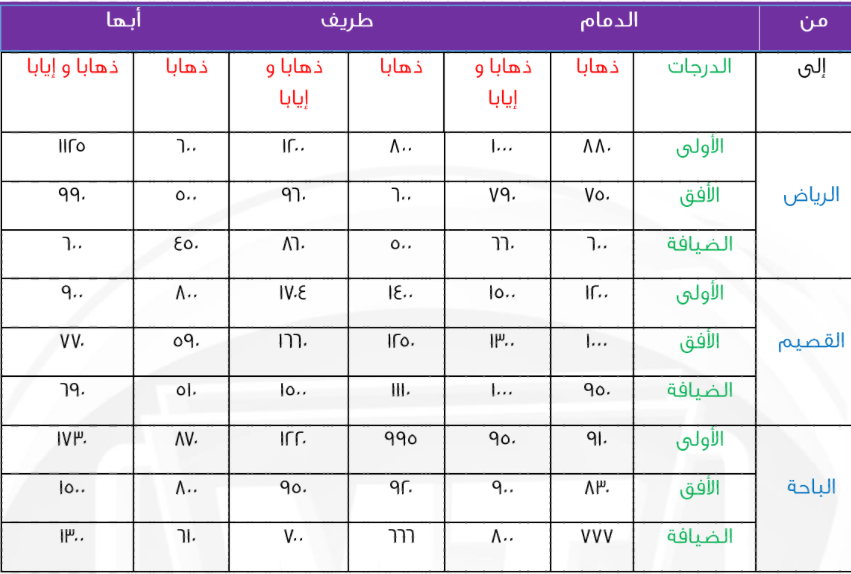 من الدمام طريف أبها
إلى الدرجات ذهابا ذهابا و إيابا ذهابا ذهابا و إيابا ذهابا ذهابا و إيابا
الرياض الأولى ٨٨٠ ١٠٠٠ ٨٠٠ ١٢٠٠ ٦٠٠ ١١٢٥
الأفق ٧٥٠ ٧٩٠ ٦٠٠ ٩٦٠ ٥٠٠ ٩٩٠
الضيافة ٦٠٠ ٦٦٠ ٥٠٠ ٨٦٠ ٤٥٠ ٦٠٠
القصيم الأولى ١٢٠٠ ١٥٠٠ ١٤٠٠ ١٧٠٤ ٨٠٠ ٩٠٠
الأفق ١٠٠٠ ١٣٠٠ ١٢٥٠ ١٦٦٠ ٥٩٠ ٧٧٠
الضيافة ٩٥٠ ١٠٠٠ ١١١٠ ١٥٠٠ ٥١٠ ٦٩٠
الباحة الأولى ٩١٠ ٩٥٠ ٩٩٥ ١٢٢٠ ٨٧٠ ١٧٣٠
الأفق ٨٣٠ ٩٠٠ ٩٢٠ ٩٥٠ ٨٠٠ ١٥٠٠
الضيافة ٧٧٧ ٨٠٠ ٦٦٦ ٧٠٠ ٦١٠ ١٣٠٠